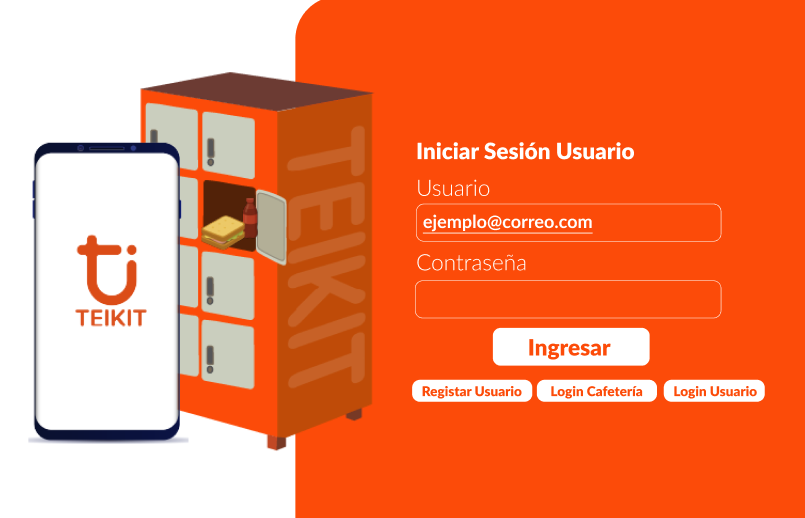 TEIKIT
TEIKIT
Iniciar Sesión Usuario
Usuario
ejemplo@correo.com
Contraseña
Ingresar
Registar Usuario
Login Cafetería
Login Usuario